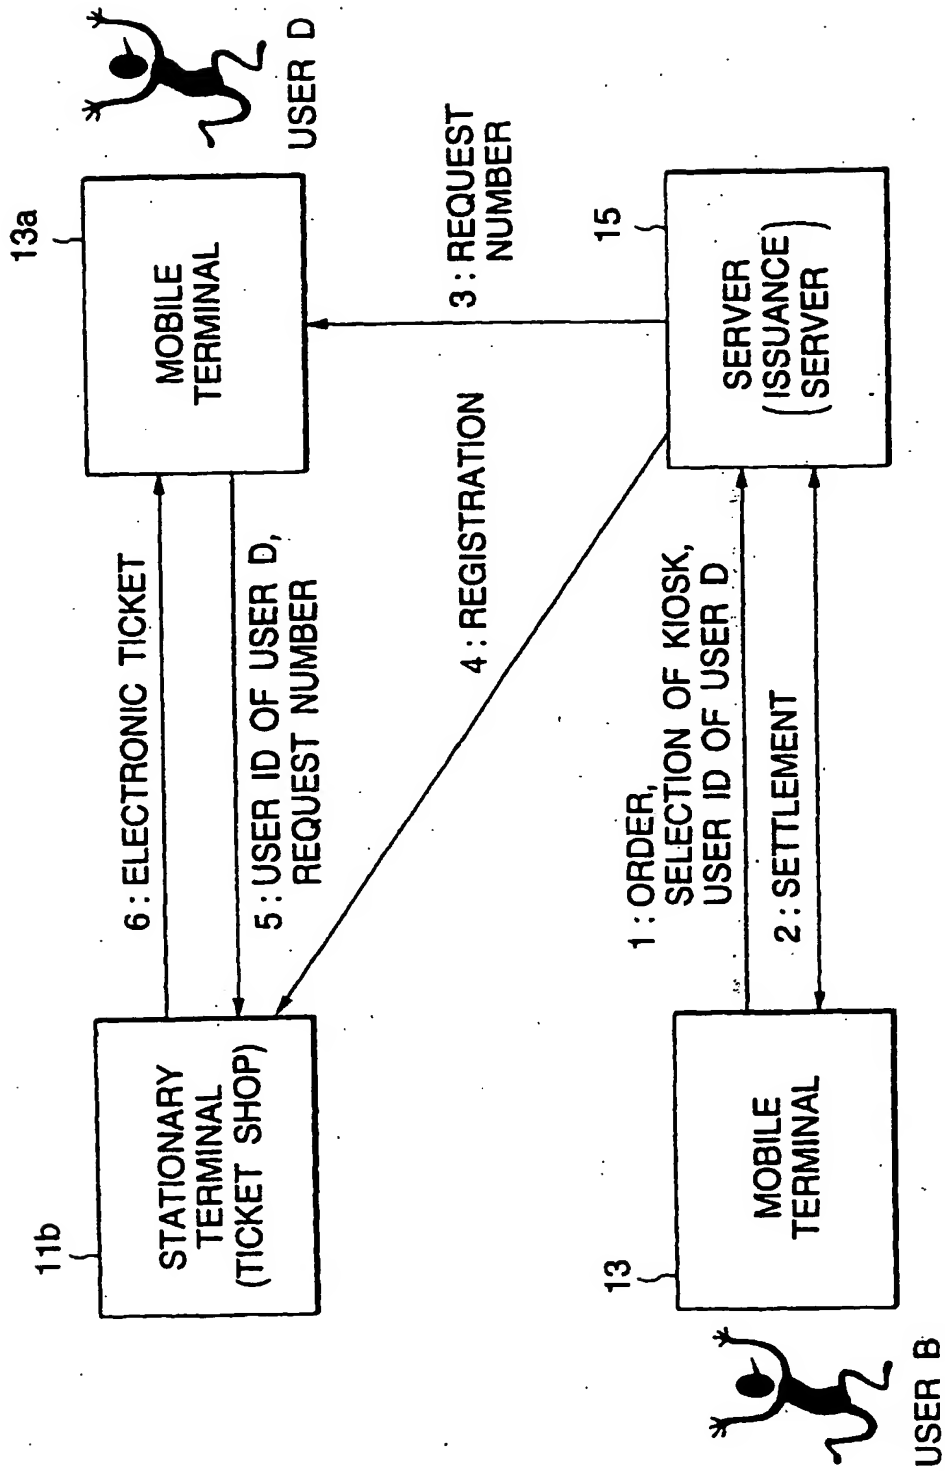 11b
STATIONARY
TERMINAL
(TICKET SHOP)
6 : ELECTRONIC TICKET
5 : USER ID OF USER D,
REQUEST NUMBER
13a
MOBILE
TERMINAL
USER D
4 : REGISTRATION
3 : REQUEST
NUMBER
13
MOBILE
TERMINAL
USER B
1 : ORDER,
SELECTION OF KIOSK,
USER ID OF USER D
2 : SETTLEMENT
15
SERVER
(ISSUANCE
SERVER)